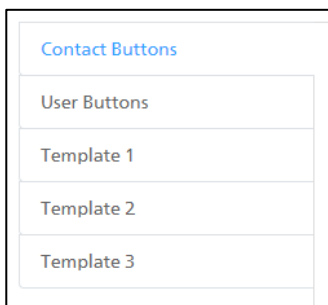 Contact Buttons
User Buttons
Template 1
Template 2
Template 3